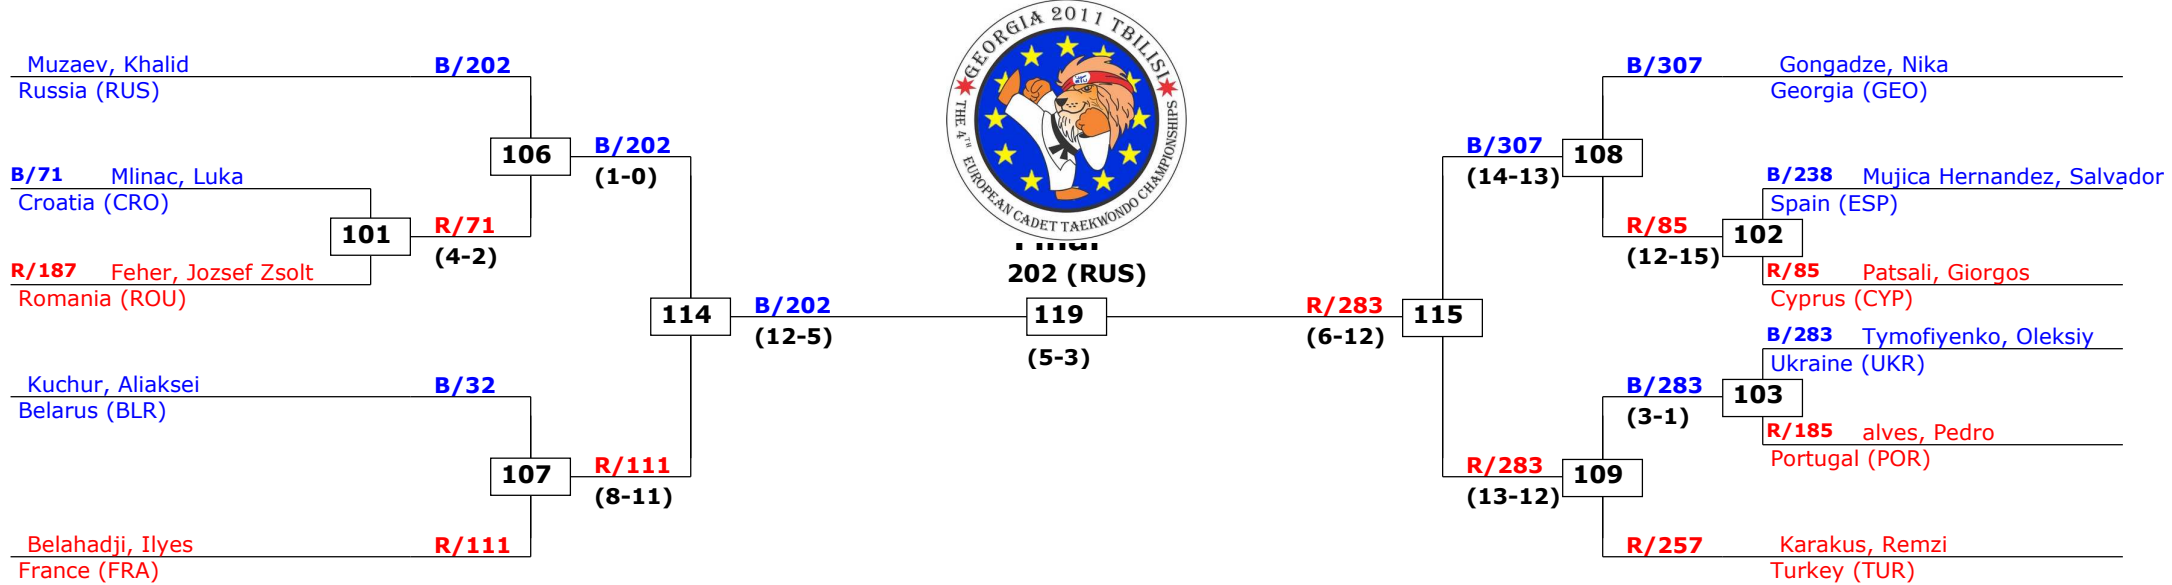 GEORGIA 2011 TBILISI
THE 4TH EUROPEAN CADET TAEKWONDO CHAMPIONSHIPS
Muzaev, Khalid B/202
Russia (RUS)
106
B/202
(1-0)
B/71 Mlinac, Luka
Croatia (CRO)
101
R/71
(4-2)
R/187 Feher, Jozsef Zsolt
Romania (ROU)
114
B/202
(12-5)
Kuchur, Aliaksei B/32
Belarus (BLR)
107
R/111
(8-11)
Belahadji, Ilyes R/111
France (FRA)
Final
202 (RUS)
119
(5-3)
B/307 Gongadze, Nika
Georgia (GEO)
B/307
(14-13)
108
B/238 Mujica Hernandez, Salvador
Spain (ESP)
R/85
(12-15)
102
R/85 Patsali, Giorgos
Cyprus (CYP)
R/283
(6-12)
115
B/283 Tymofiyenko, Oleksiy
Ukraine (UKR)
B/283
(3-1)
103
R/185 alves, Pedro
Portugal (POR)
R/283
(13-12)
109
R/257 Karakus, Remzi
Turkey (TUR)